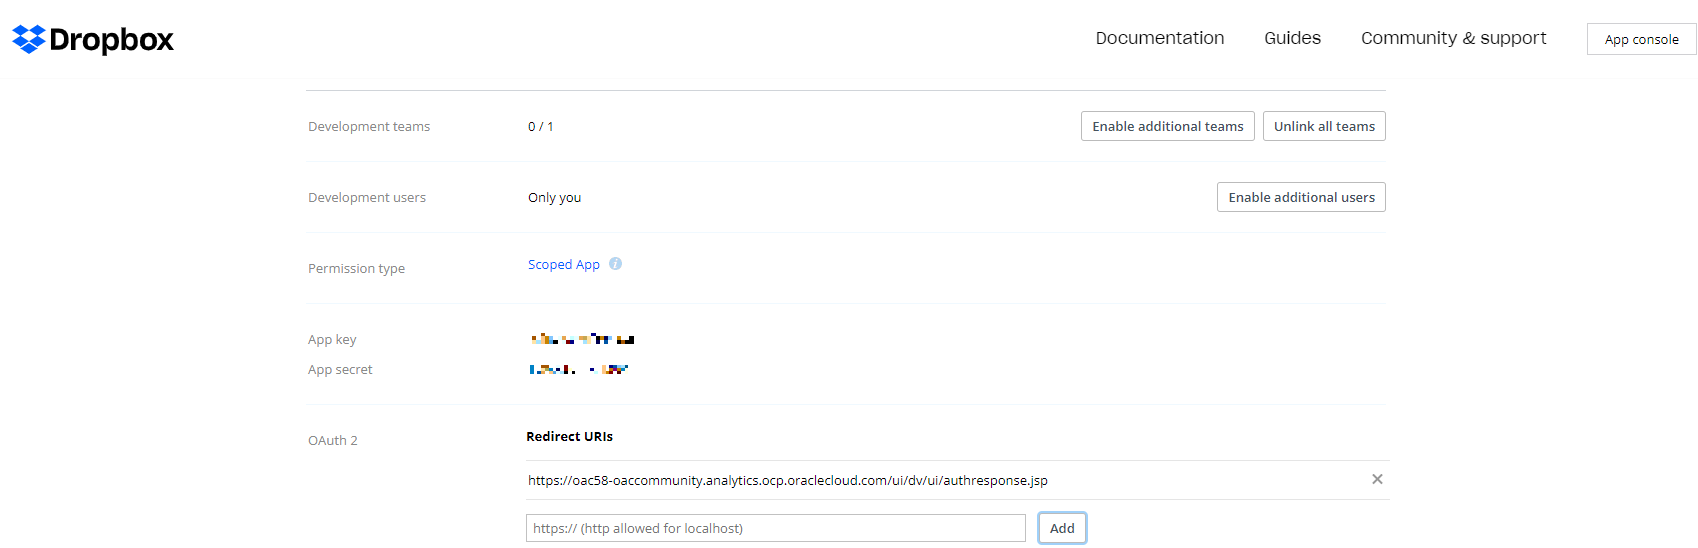 Dropbox
Documentation Guides Community & support App console
Development teams 0 / 1 Enable additional teams Unlink all teams
Development users Only you Enable additional users
Permission type Scoped App i
App key
App secret
OAuth 2 Redirect URIs
https://oac58-oaccommunity.analytics.ocp.oraclecloud.com/ui/dv/ui/authresponse.jsp
https:// (http allowed for localhost) Add